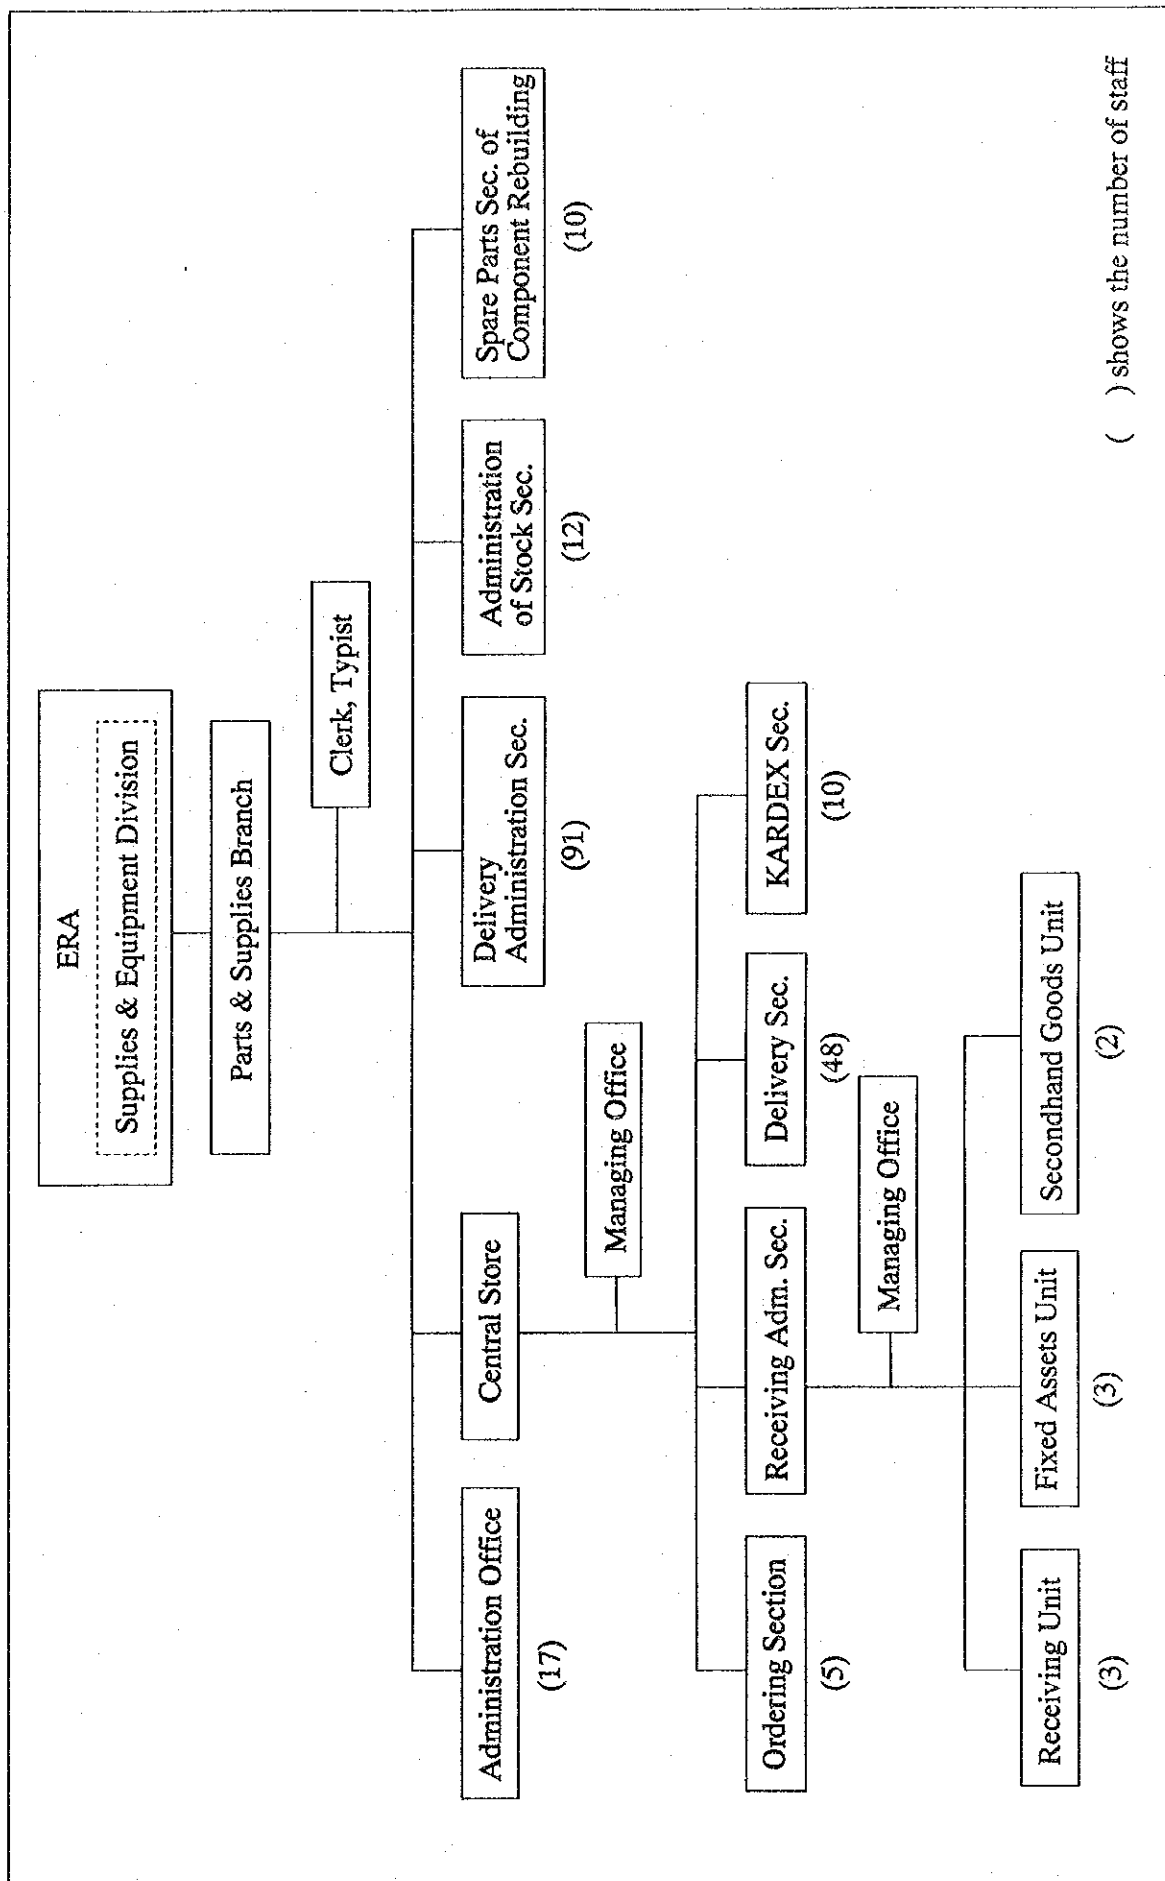 ERA
Supplies & Equipment Division
Parts & Supplies Branch
Clerk, Typist
Administration Office
(17)
Central Store
Delivery
Administration Sec.
(91)
Administration
of Stock Sec.
(12)
Spare Parts Sec. of
Component Rebuilding
(10)
Managing Office
Ordering Section
(5)
Receiving Adm. Sec.
Delivery Sec.
(48)
KARDEX Sec.
(10)
Managing Office
Receiving Unit
(3)
Fixed Assets Unit
(3)
Secondhand Goods Unit
(2)
( ) shows the number of staff